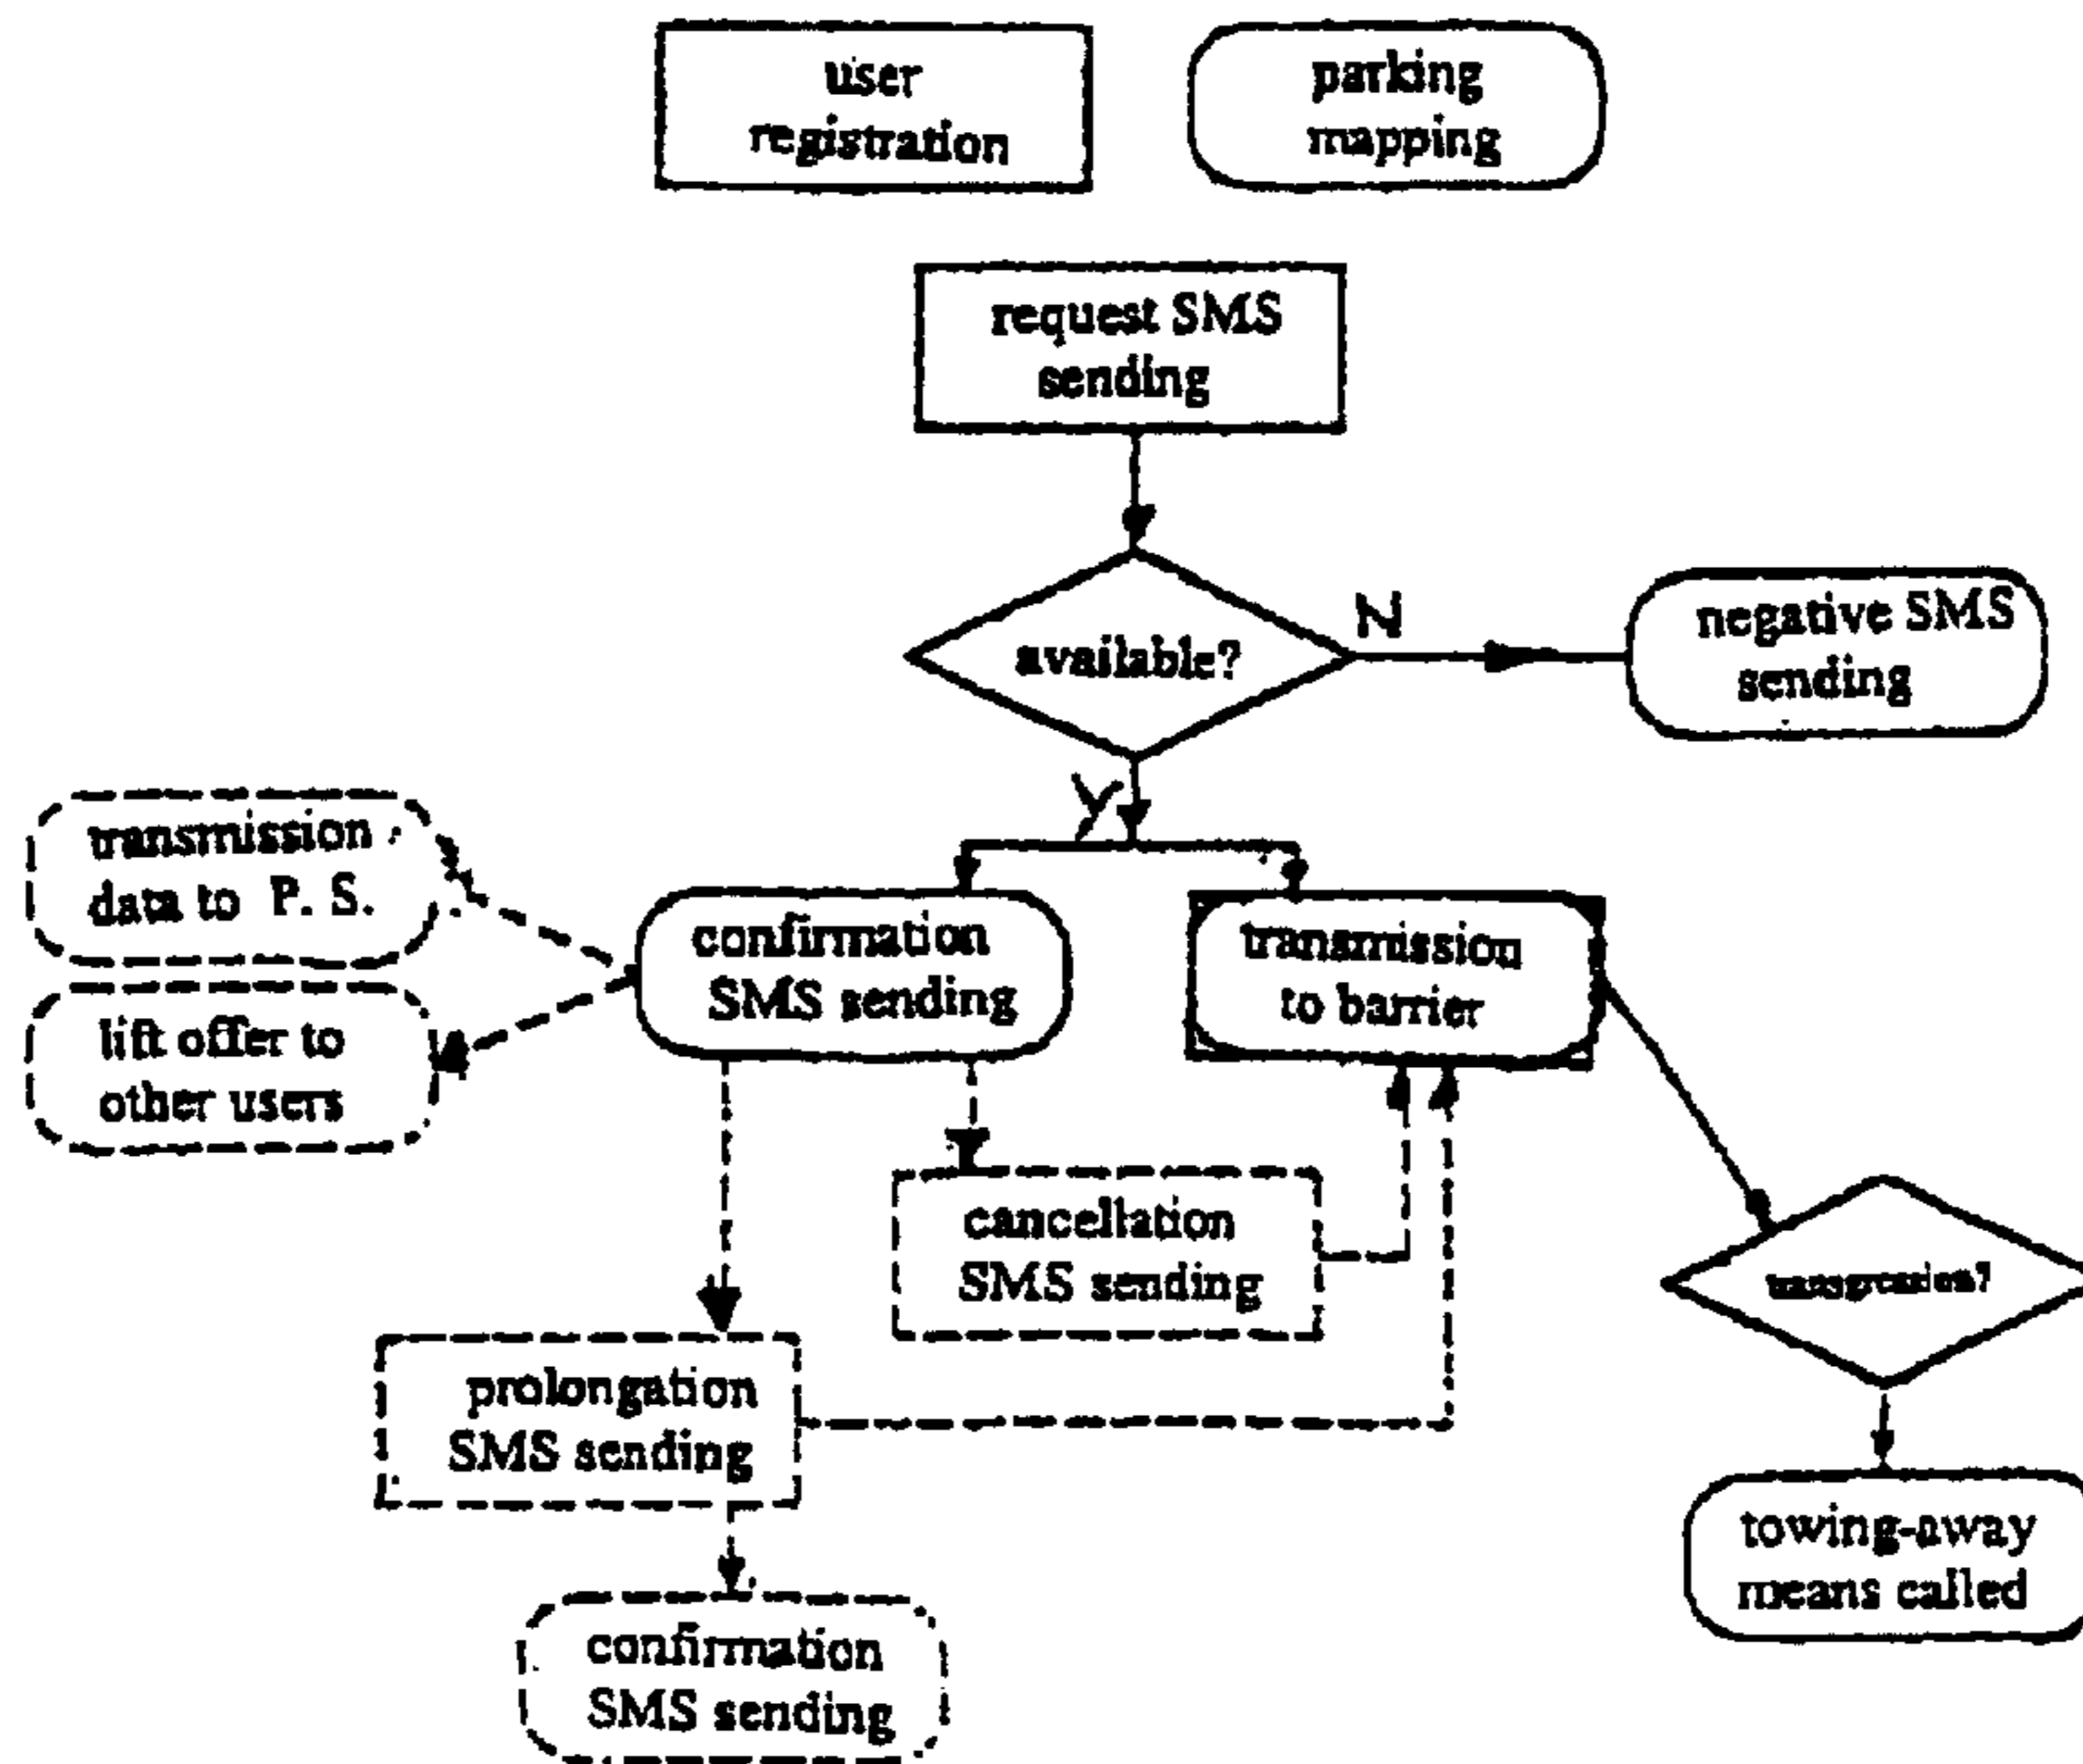 user
registration
parking
mapping
request SMS
sending
available?
N
negative SMS
sending
Y
transmission
data to P. S.
lift offer to
other users
confirmation
SMS sending
transmission
to barrier
cancellation
SMS sending
prolongation
SMS sending
towing-away
means called
confirmation
SMS sending